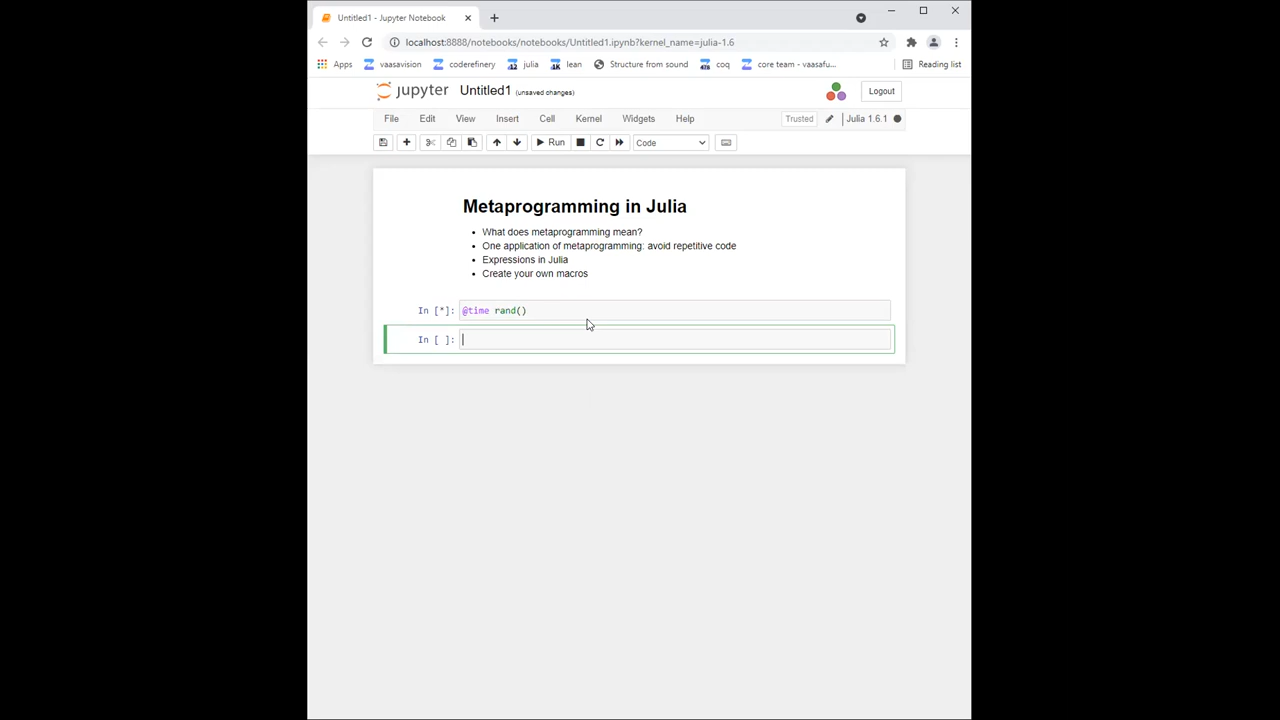 Untitled1 - Jupyter Notebook
localhost:8888/notebooks/notebooks/Untitled1.ipynb?kernel_name=julia-1.6
Apps vaasavision coderefinery 12 julia 1K lean Structure from sound 476 coq core team - vaasafu... Reading list
jupyter Untitled1 (unsaved changes) Logout
File Edit View Insert Cell Kernel Widgets Help Trusted Julia 1.6.1
Run Code
Metaprogramming in Julia
• What does metaprogramming mean?
• One application of metaprogramming: avoid repetitive code
• Expressions in Julia
• Create your own macros
In [*]: @time rand()
In [ ]: